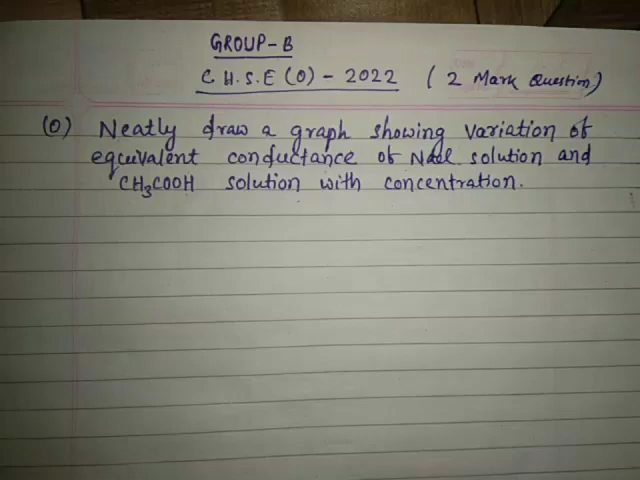 GROUP-B
C H.S.E (O) - 2022 ( 2 Mark Question)
(O) Neatly draw a graph showing variation of
equivalent conductance of NaCl solution and
CH₃COOH solution with concentration.